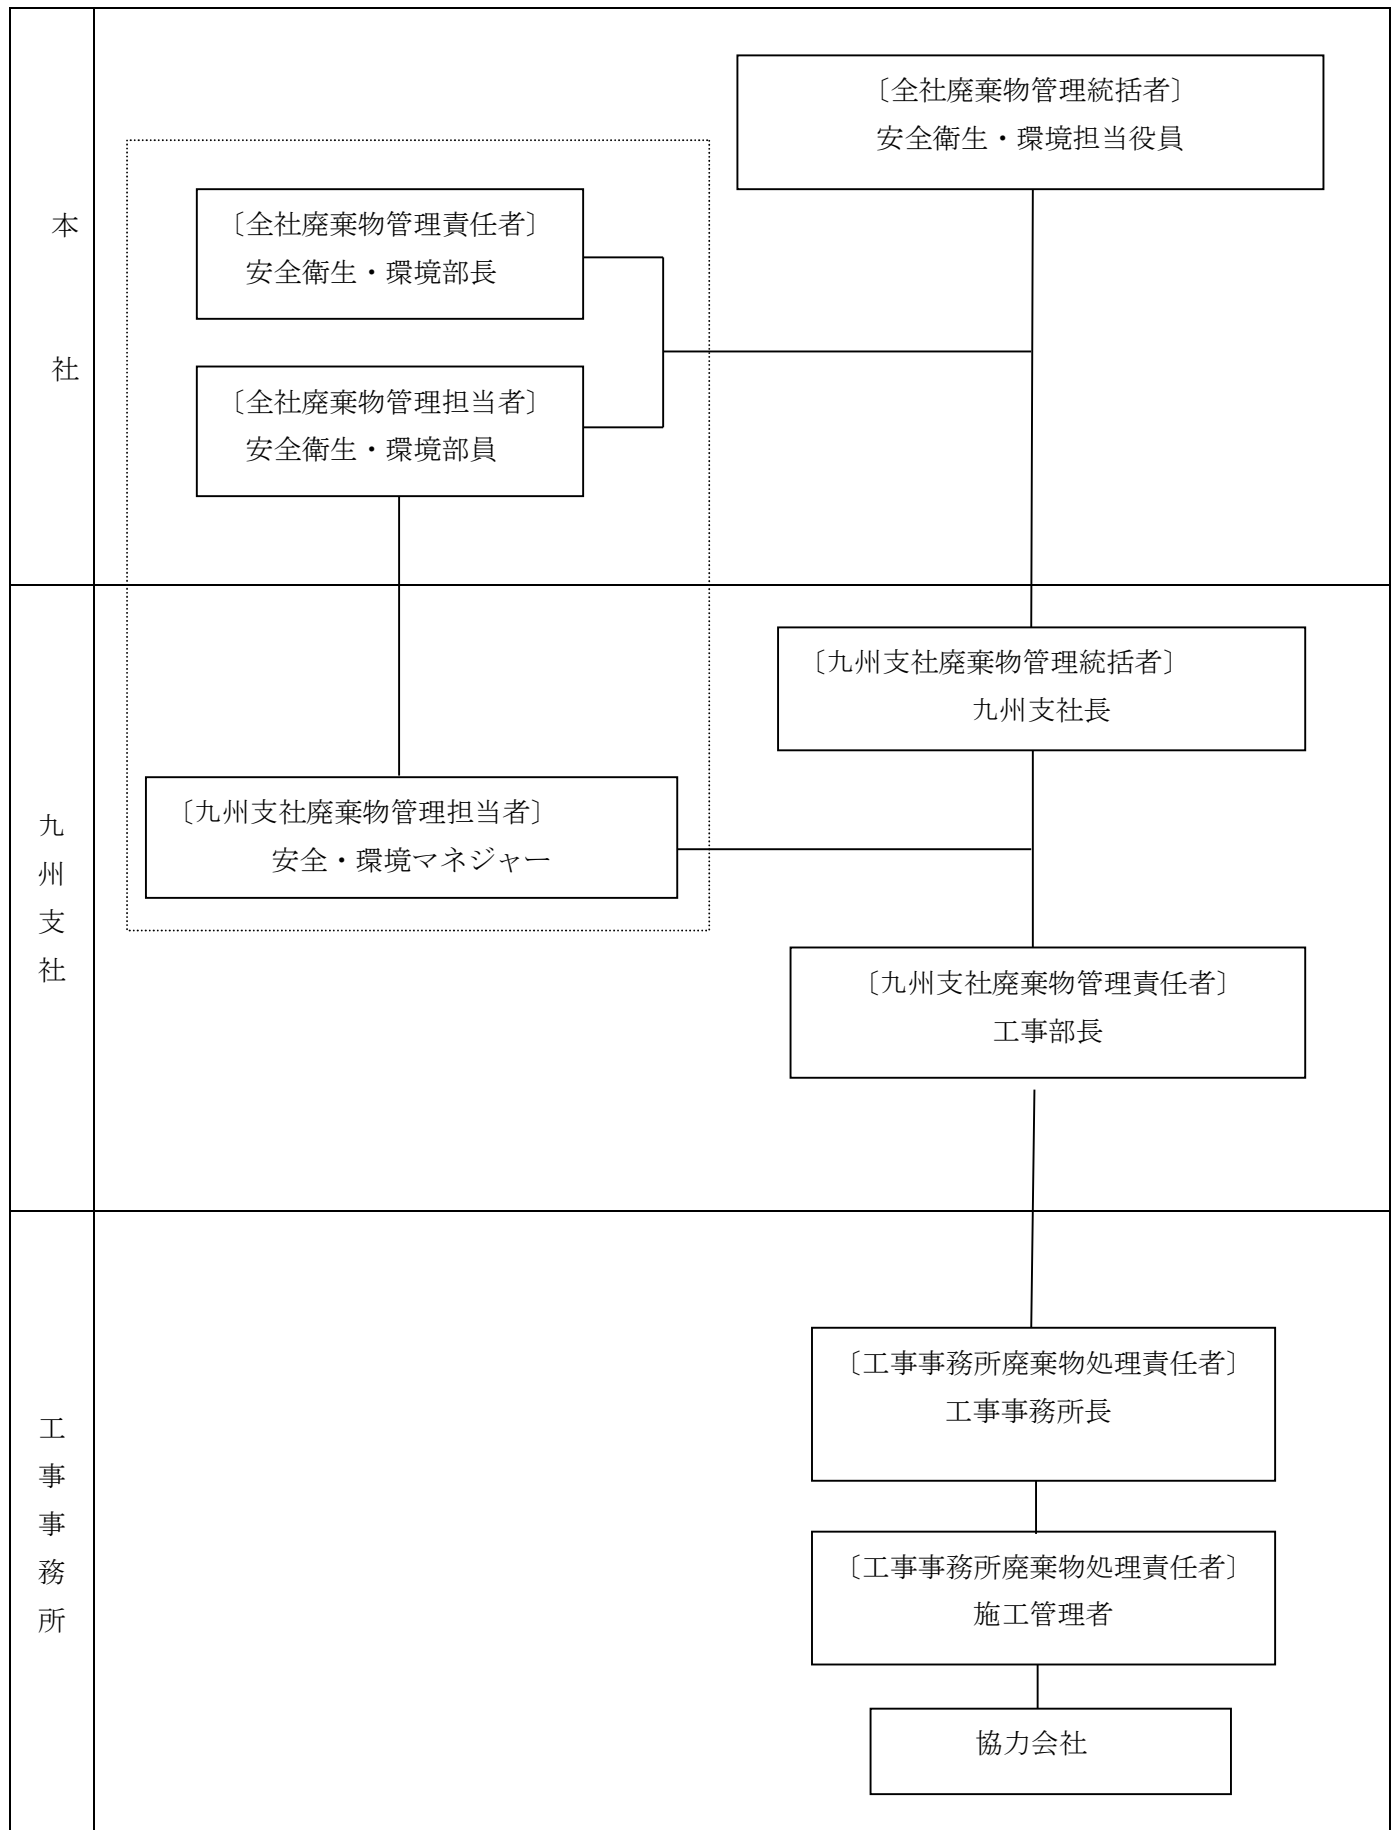 本社
〔全社廃棄物管理統括者〕
安全衛生・環境担当役員
〔全社廃棄物管理責任者〕
安全衛生・環境部長
〔全社廃棄物管理担当者〕
安全衛生・環境部員
九州支社
〔九州支社廃棄物管理統括者〕
九州支社長
〔九州支社廃棄物管理担当者〕
安全・環境マネジャー
〔九州支社廃棄物管理責任者〕
工事部長
工事事務所
〔工事事務所廃棄物処理責任者〕
工事事務所長
〔工事事務所廃棄物処理責任者〕
施工管理者
協力会社